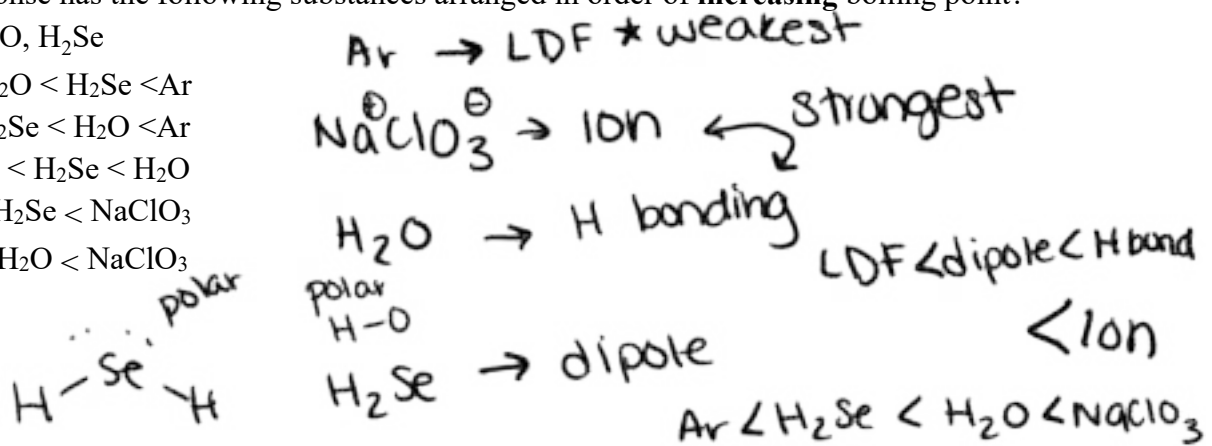 onse has the following substances arranged in order of increasing boiling point?
O, H₂Se
₂O < H₂Se <Ar
₂Se < H₂O <Ar
< H₂Se < H₂O
H₂Se < NaClO₃
H₂O < NaClO₃
Ar → LDF * weakest
Na⊕ClO₃⊖ → ION ← strongest
H₂O → H bonding
LDF < dipole < H bond
< Ion
polar
polar
H-O
H₂Se → dipole
H-Se-H
Ar < H₂Se < H₂O < NaClO₃